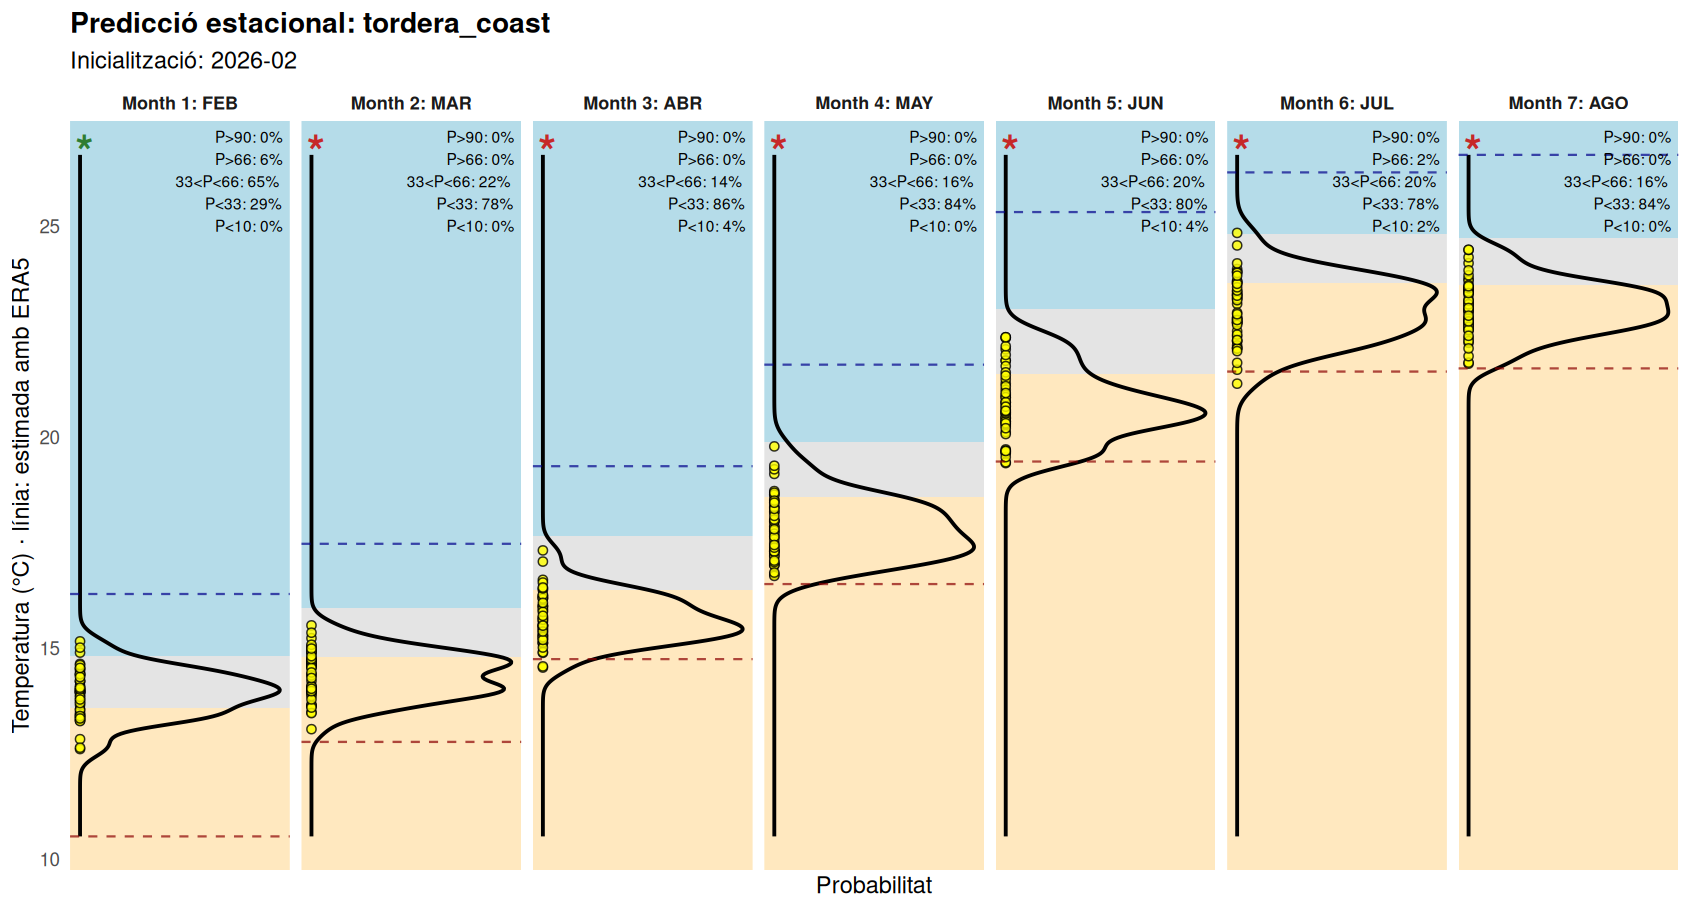 Predicció estacional: tordera_coast
Inicialització: 2026-02
Month 1: FEB
Month 2: MAR
Month 3: ABR
Month 4: MAY
Month 5: JUN
Month 6: JUL
Month 7: AGO
*
P>90: 0%
P>66: 6%
33<P<66: 65%
P<33: 29%
P<10: 0%
*
P>90: 0%
P>66: 0%
33<P<66: 22%
P<33: 78%
P<10: 0%
*
P>90: 0%
P>66: 0%
33<P<66: 14%
P<33: 86%
P<10: 4%
*
P>90: 0%
P>66: 0%
33<P<66: 16%
P<33: 84%
P<10: 0%
*
P>90: 0%
P>66: 0%
33<P<66: 20%
P<33: 80%
P<10: 4%
*
P>90: 0%
P>66: 2%
33<P<66: 20%
P<33: 78%
P<10: 2%
*
P>90: 0%
P>66: 0%
33<P<66: 16%
P<33: 84%
P<10: 0%
25
20
15
10
Temperatura (°C) · línia: estimada amb ERA5
Probabilitat